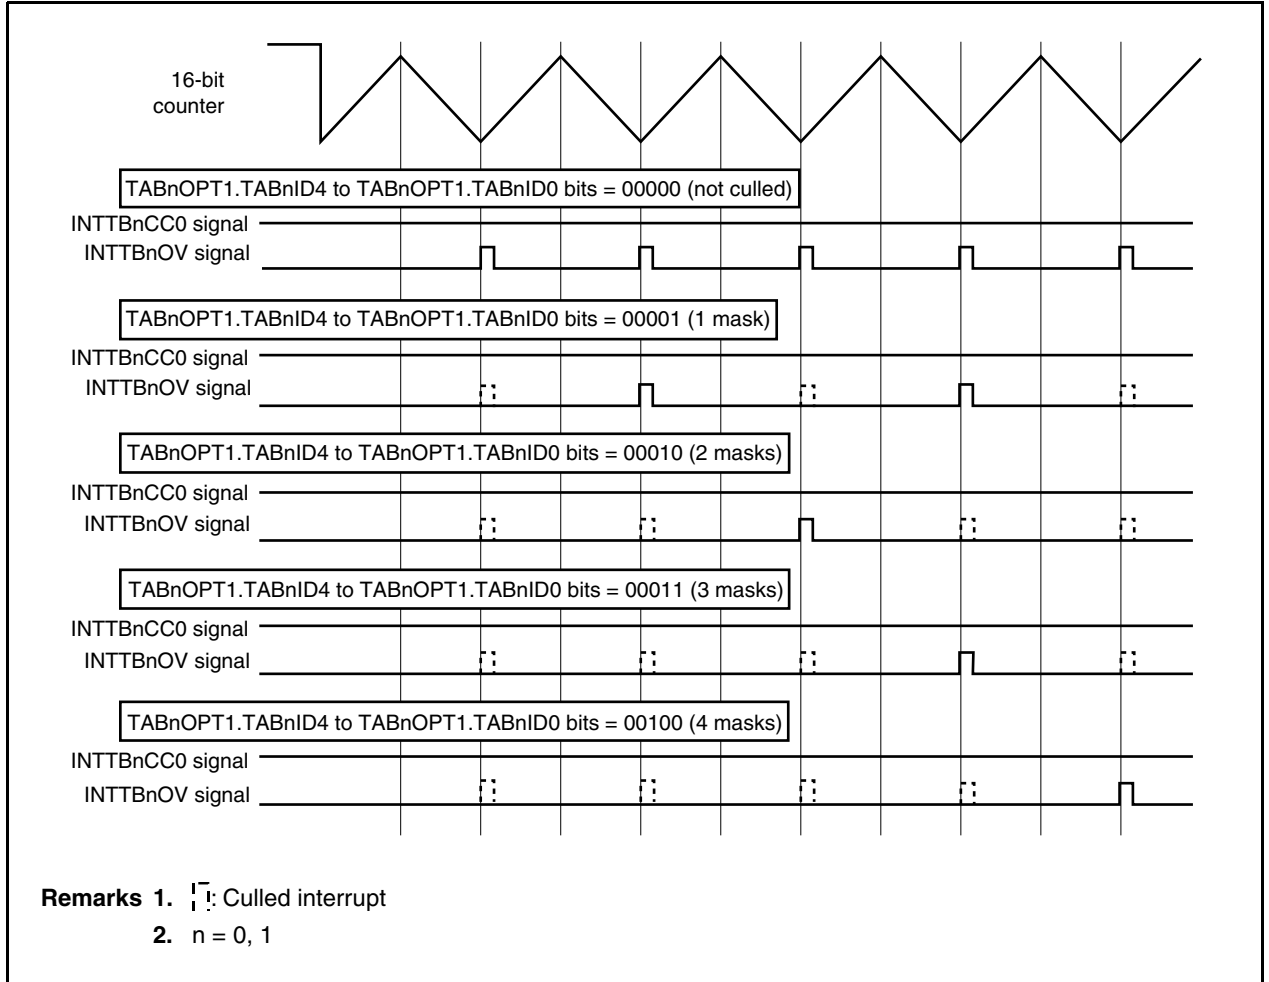 16-bit
counter
TABnOPT1.TABnID4 to TABnOPT1.TABnID0 bits = 00000 (not culled)
INTTBnCC0 signal
INTTBnOV signal
TABnOPT1.TABnID4 to TABnOPT1.TABnID0 bits = 00001 (1 mask)
INTTBnCC0 signal
INTTBnOV signal
TABnOPT1.TABnID4 to TABnOPT1.TABnID0 bits = 00010 (2 masks)
INTTBnCC0 signal
INTTBnOV signal
TABnOPT1.TABnID4 to TABnOPT1.TABnID0 bits = 00011 (3 masks)
INTTBnCC0 signal
INTTBnOV signal
TABnOPT1.TABnID4 to TABnOPT1.TABnID0 bits = 00100 (4 masks)
INTTBnCC0 signal
INTTBnOV signal
Remarks 1. : Culled interrupt
2. n = 0, 1